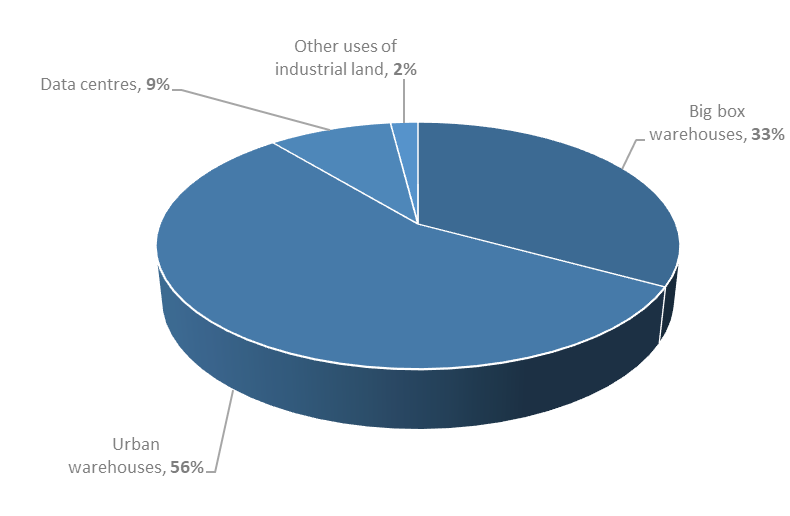 Other uses of
industrial land, 2%
Data centres, 9%
Big box
warehouses, 33%
Urban
warehouses, 56%